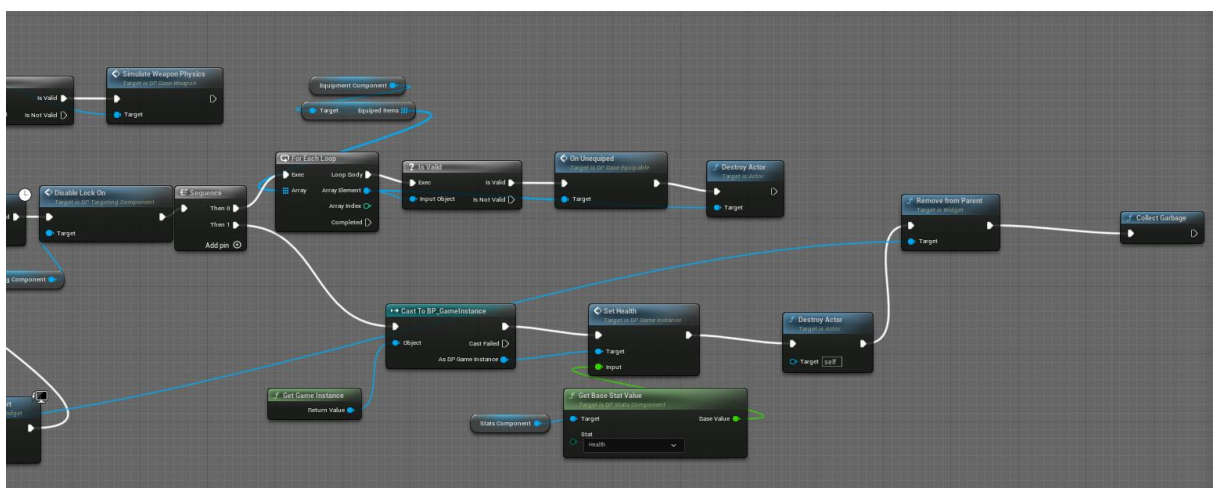 Simulate Weapon Physics
Target is BP Base Weapon
Is Valid
Is Not Valid
Target
Equipment Component
Target
Equiped Items
For Each Loop
Exec
Loop Body
Array
Array Element
Array Index
Completed
? Is Valid
Exec
Is Valid
Input Object
Is Not Valid
On Unequiped
Target is BP Base Equipable
Target
Destroy Actor
Target is Actor
Target
Disable Lock On
Target is BP Targeting Component
Target
Sequence
Then 0
Then 1
Add pin
Component
Remove from Parent
Target is Widget
Target
Collect Garbage
Cast To BP_GameInstance
Object
Cast Failed
As BP Game Instance
Set Health
Target is BP Game Instance
Target
Input
Destroy Actor
Target is Actor
Target
self
Get Game Instance
Return Value
Get Base Stat Value
Target is BP Stats Component
Target
Base Value
Stat
Health
Stats Component